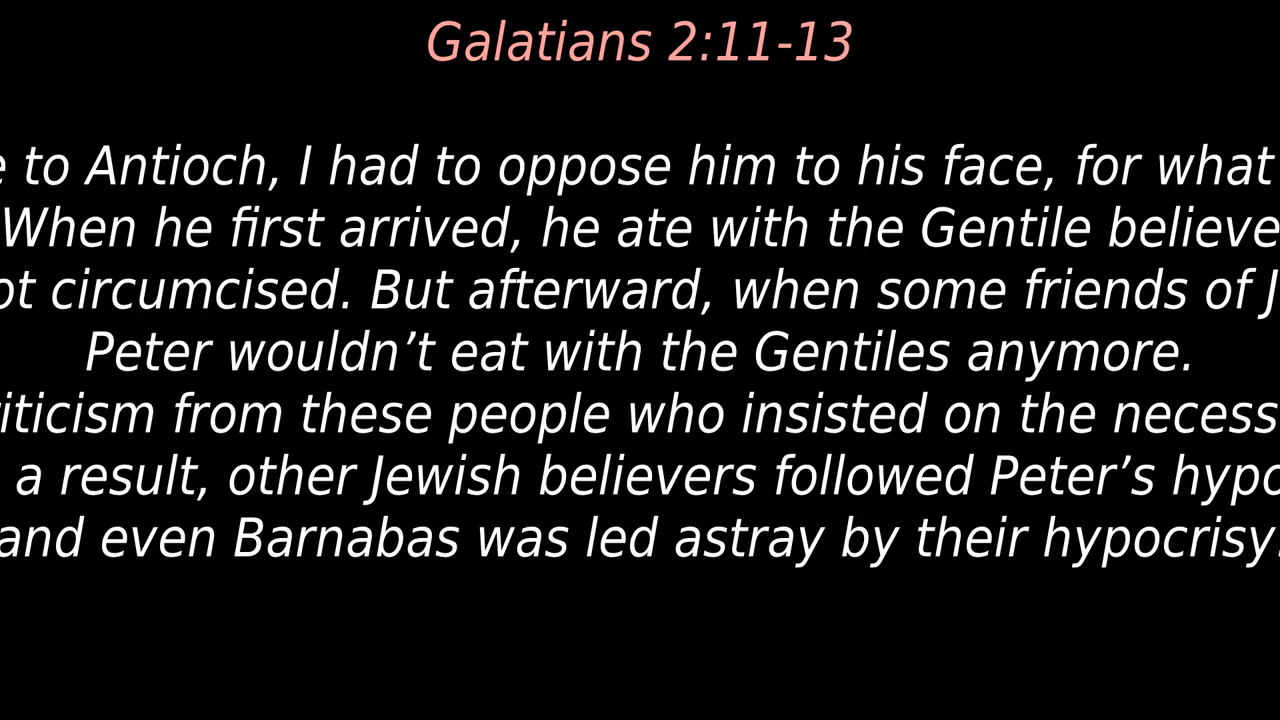 Galatians 2:11-13
to Antioch, I had to oppose him to his face, for what
When he first arrived, he ate with the Gentile
circumcised. But afterward, when some friends of
Peter wouldn’t eat with the Gentiles anymore.
from these people who insisted on the
a result, other Jewish believers followed Peter’s
and even Barnabas was led astray by their hypocrisy.